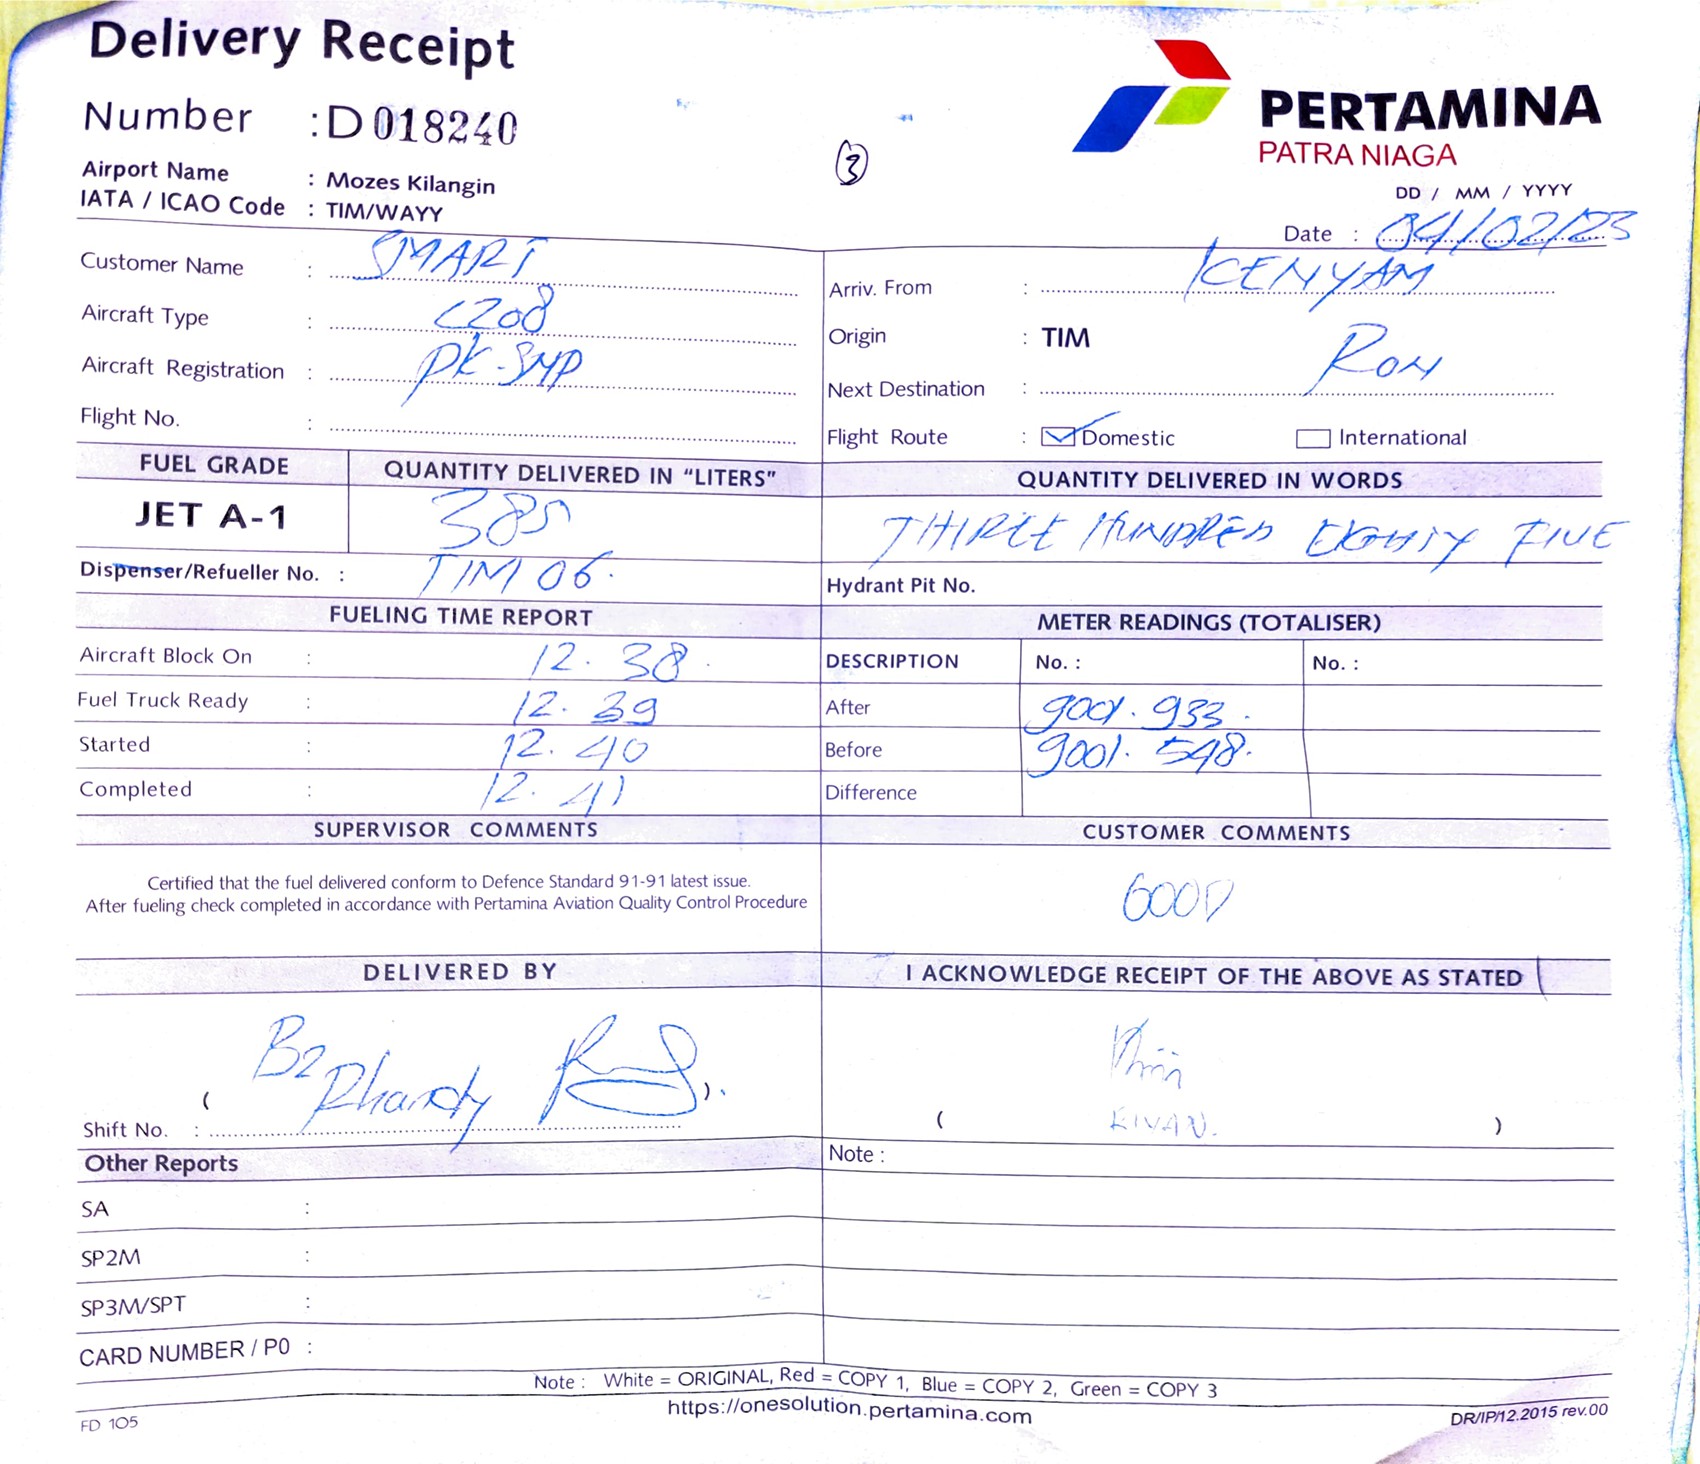 Delivery Receipt
Number : D 018240
3
PERTAMINA
PATRA NIAGA
Airport Name : Mozes Kilangin
IATA / ICAO Code : TIM/WAYY
DD / MM / YYYY
Date : 04/02/23
Customer Name : SMART
Aircraft Type : C208
Aircraft Registration : PK-SNP
Flight No. :
Arriv. From : KENYAM
Origin : TIM
Next Destination : RON
Flight Route : Domestic International
FUEL GRADE QUANTITY DELIVERED IN "LITERS" QUANTITY DELIVERED IN WORDS
JET A-1 385 THREE HUNDRED EIGHTY FIVE
Dispenser/Refueller No. : TIM 06. Hydrant Pit No.
FUELING TIME REPORT METER READINGS (TOTALISER)
Aircraft Block On : 12. 38 . DESCRIPTION No. : No. :
Fuel Truck Ready : 12. 39 After 9001. 933 .
Started : 12. 40 Before 9001. 548.
Completed : 12. 41 Difference
SUPERVISOR COMMENTS CUSTOMER COMMENTS
Certified that the fuel delivered conform to Defence Standard 91-91 latest issue.
After fueling check completed in accordance with Pertamina Aviation Quality Control Procedure
GOOD
DELIVERED BY I ACKNOWLEDGE RECEIPT OF THE ABOVE AS STATED
B2 Rhandy
( )
Shift No. :
( KIVAN. )
Other Reports Note :
SA :
SP2M :
SP3M/SPT :
CARD NUMBER / P0 :
Note : White = ORIGINAL, Red = COPY 1, Blue = COPY 2, Green = COPY 3
https://onesolution.pertamina.com
FD 105 DR/IP/12.2015 rev.00